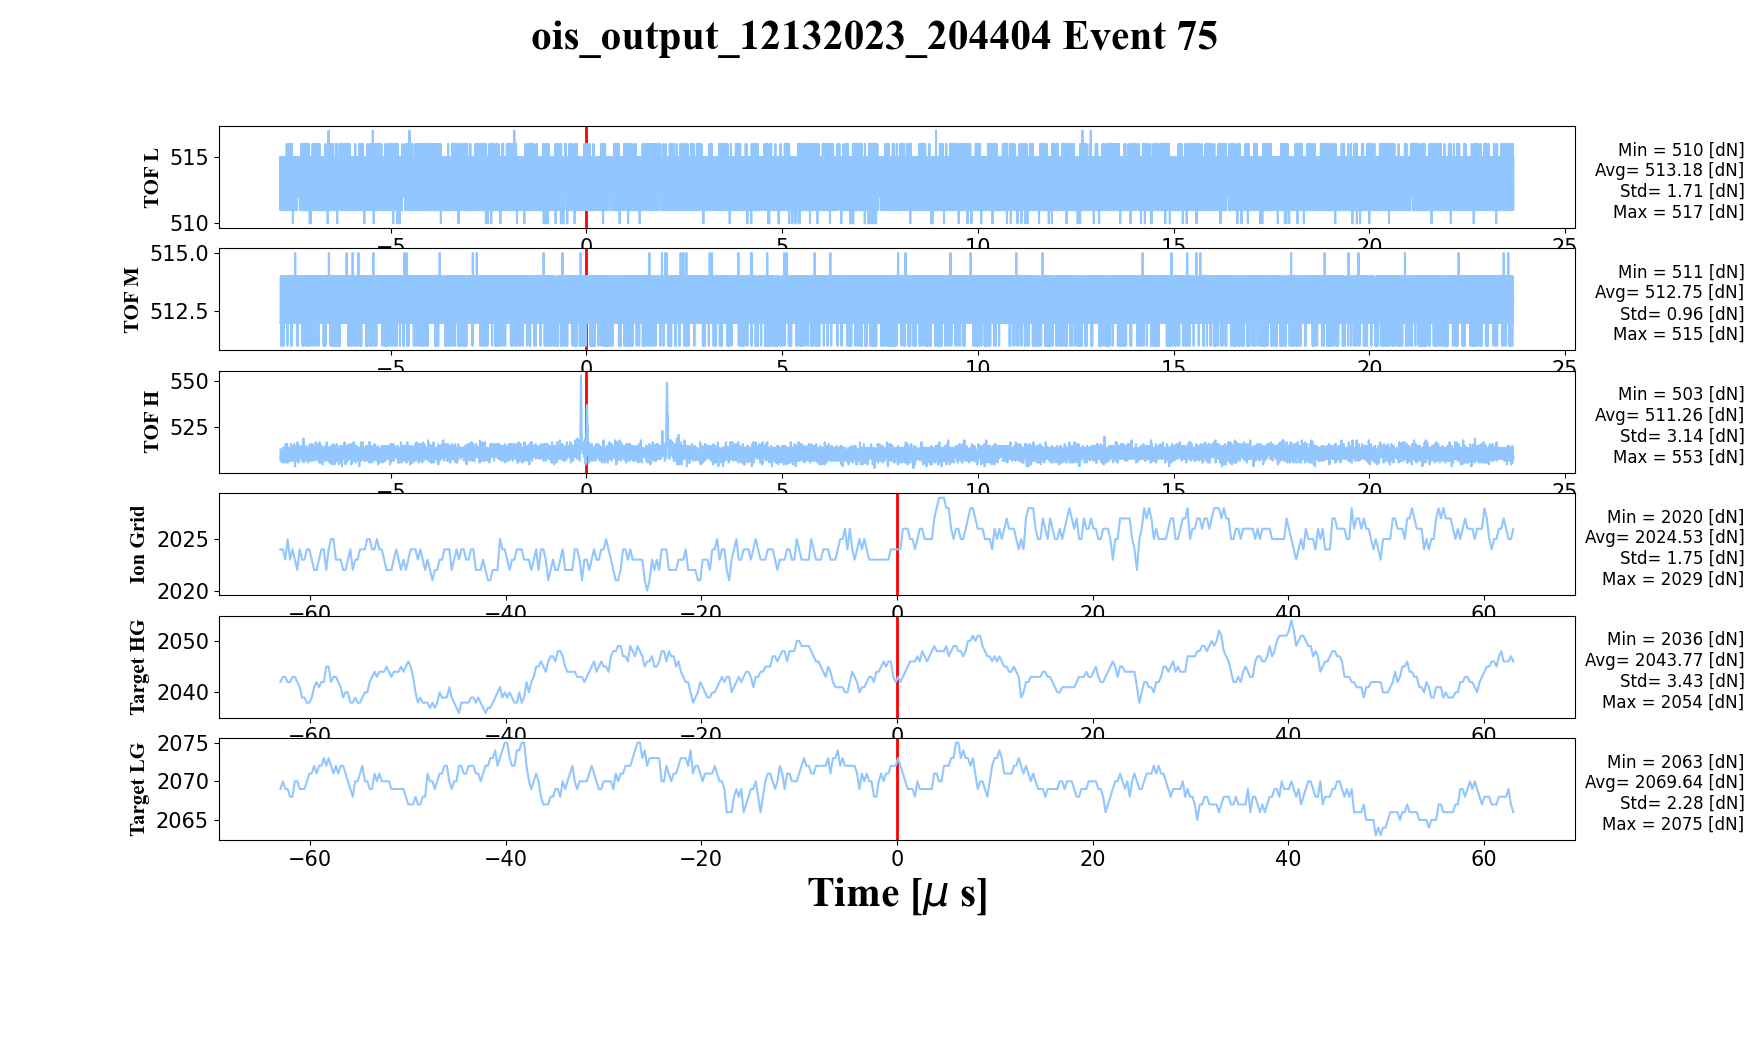 ois_output_12132023_204404 Event 75
TOF L
515
510
−5
0
5
10
15
20
25
Min = 510 [dN]
Avg= 513.18 [dN]
Std= 1.71 [dN]
Max = 517 [dN]
TOF M
515.0
512.5
−5
0
5
10
15
20
25
Min = 511 [dN]
Avg= 512.75 [dN]
Std= 0.96 [dN]
Max = 515 [dN]
TOF H
550
525
−5
0
5
10
15
20
25
Min = 503 [dN]
Avg= 511.26 [dN]
Std= 3.14 [dN]
Max = 553 [dN]
Ion Grid
2025
2020
−60
−40
−20
0
20
40
60
Min = 2020 [dN]
Avg= 2024.53 [dN]
Std= 1.75 [dN]
Max = 2029 [dN]
Target HG
2050
2040
−60
−40
−20
0
20
40
60
Min = 2036 [dN]
Avg= 2043.77 [dN]
Std= 3.43 [dN]
Max = 2054 [dN]
Target LG
2075
2070
2065
−60
−40
−20
0
20
40
60
Min = 2063 [dN]
Avg= 2069.64 [dN]
Std= 2.28 [dN]
Max = 2075 [dN]
Time [μ s]